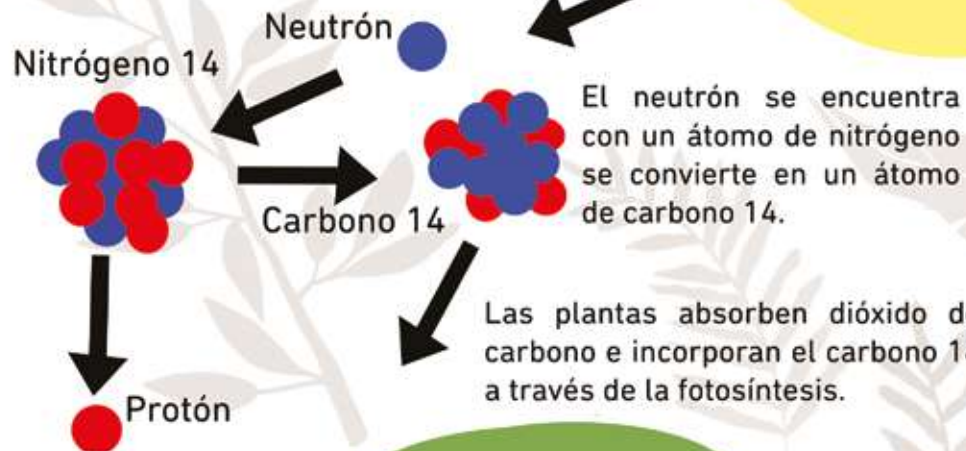 Neutrón
Nitrógeno 14
El neutrón se encuentra
con un átomo de nitrógeno
se convierte en un átomo
de carbono 14.
Carbono 14
Las plantas absorben dióxido d
carbono e incorporan el carbono 1
a través de la fotosíntesis.
Protón